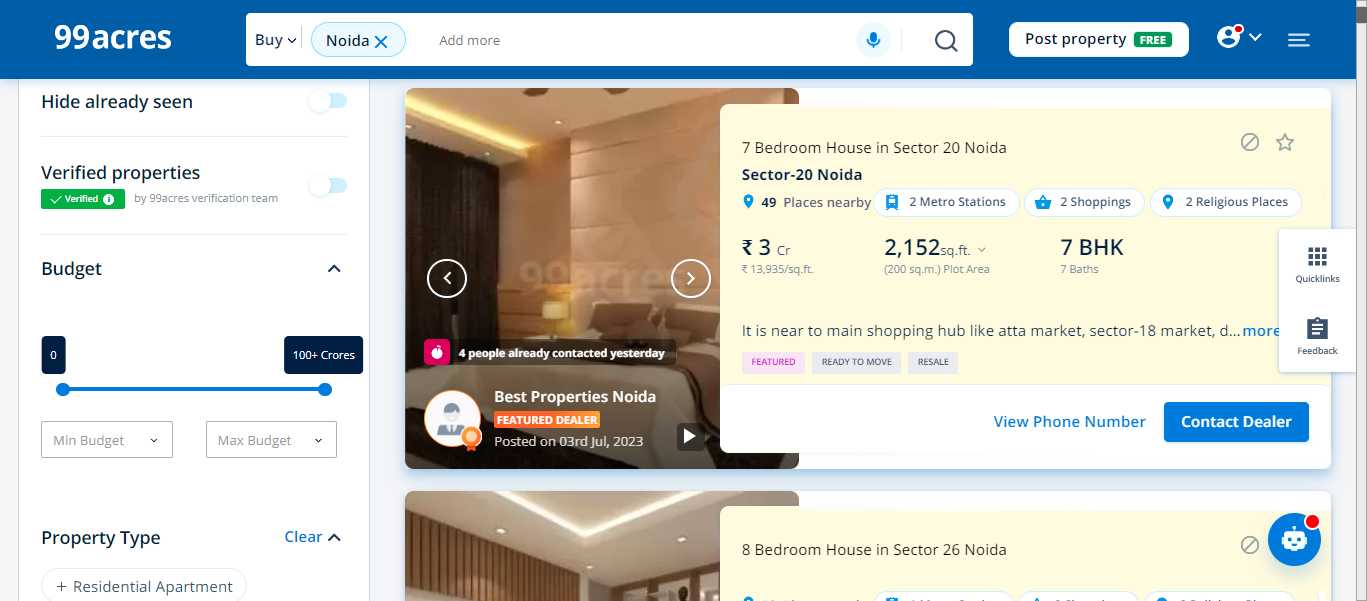 99acres
Buy
Noida
Add more
Post property FREE
Hide already seen
Verified properties
Verified
by 99acres verification team
Budget
0
100+ Crores
Min Budget
Max Budget
Property Type
Clear
+ Residential Apartment
99acres
4 people already contacted yesterday
Best Properties Noida
FEATURED DEALER
Posted on 03rd Jul, 2023
7 Bedroom House in Sector 20 Noida
Sector-20 Noida
49 Places nearby
2 Metro Stations
2 Shoppings
2 Religious Places
₹ 3 Cr
₹ 13,935/sq.ft.
2,152sq.ft.
(200 sq.m.) Plot Area
7 BHK
7 Baths
It is near to main shopping hub like atta market, sector-18 market, d...more
FEATURED
READY TO MOVE
RESALE
View Phone Number
Contact Dealer
Quicklinks
Feedback
8 Bedroom House in Sector 26 Noida